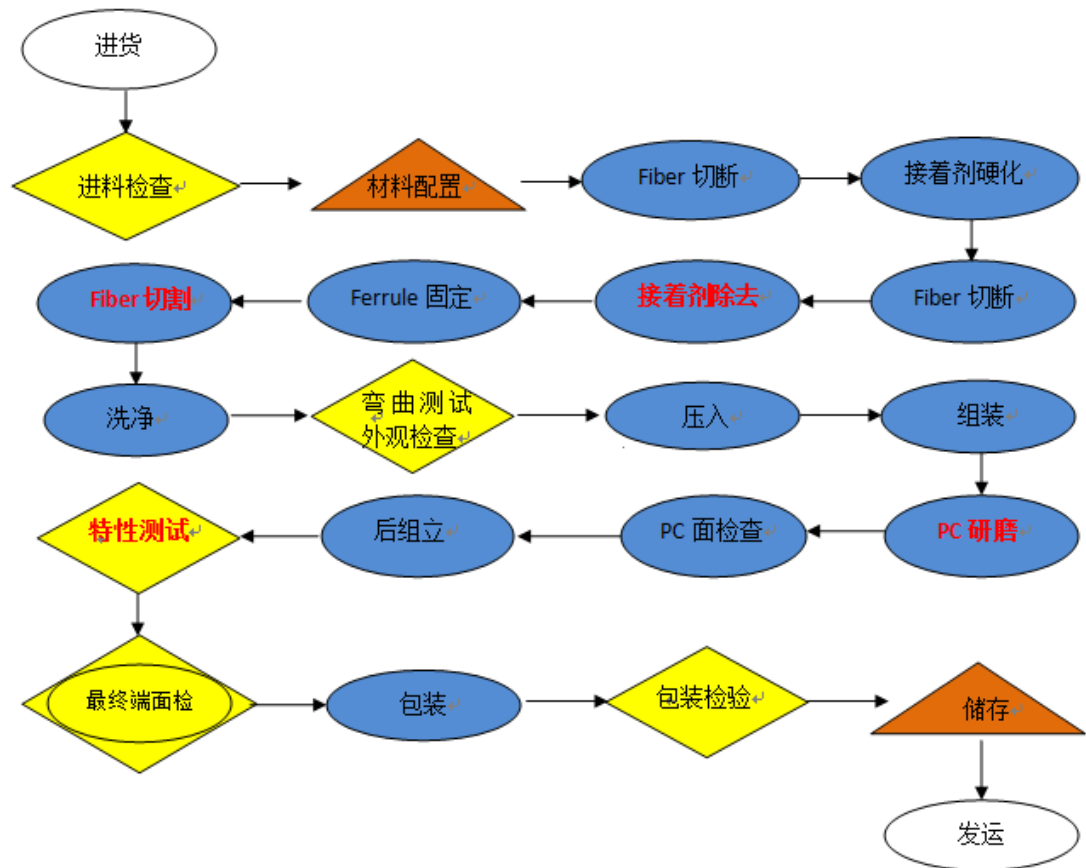 进货
进料检查
材料配置
Fiber 切断
接着剂硬化
Fiber 切割
Ferrule 固定
接着剂除去
Fiber 切断
洗净
弯曲测试
外观检查
压入
组装
特性测试
后组立
PC 面检查
PC 研磨
最终端面检
包装
包装检验
储存
发运